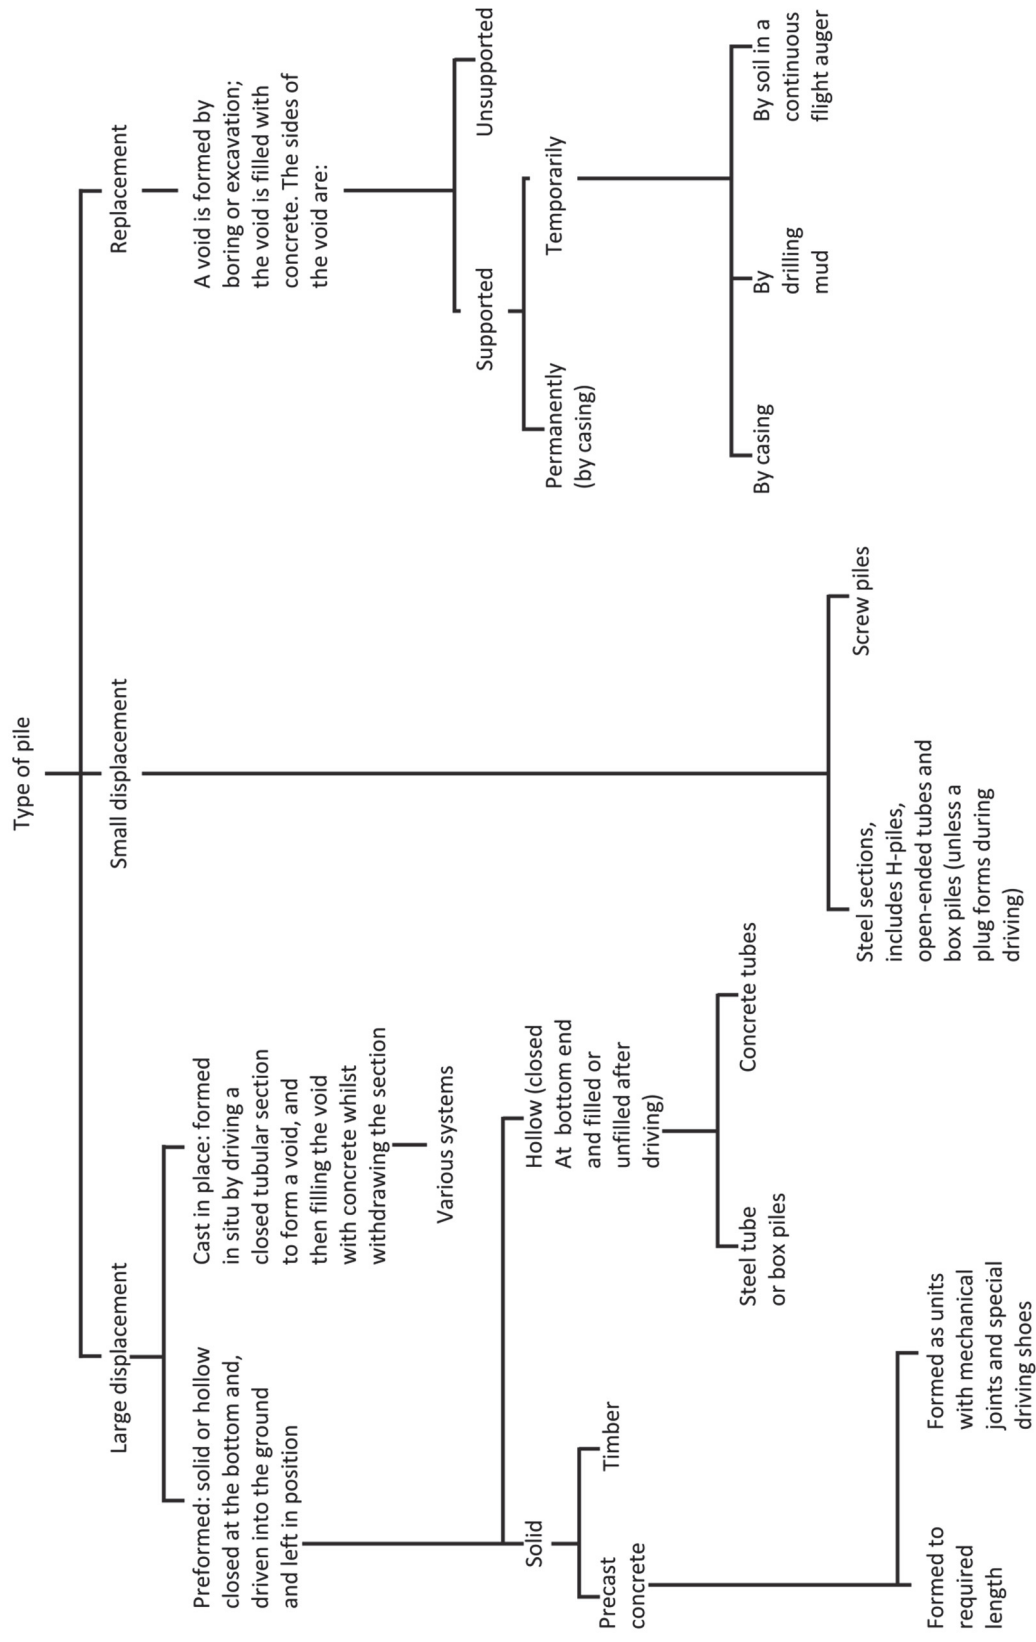 Type of pile
Large displacement
Small displacement
Replacement
Preformed: solid or hollow
closed at the bottom and,
driven into the ground
and left in position
Cast in place: formed
in situ by driving a
closed tubular section
to form a void, and
then filling the void
with concrete whilst
withdrawing the section
A void is formed by
boring or excavation;
the void is filled with
concrete. The sides of
the void are:
Various systems
Supported
Unsupported
Solid
Hollow (closed
At bottom end
and filled or
unfilled after
driving)
Permanently
(by casing)
Temporarily
Precast
concrete
Timber
Steel tube
or box piles
Concrete tubes
By casing
By
drilling
mud
By soil in a
continuous
flight auger
Steel sections,
includes H-piles,
open-ended tubes and
box piles (unless a
plug forms during
driving)
Screw piles
Formed to
required
length
Formed as units
with mechanical
joints and special
driving shoes